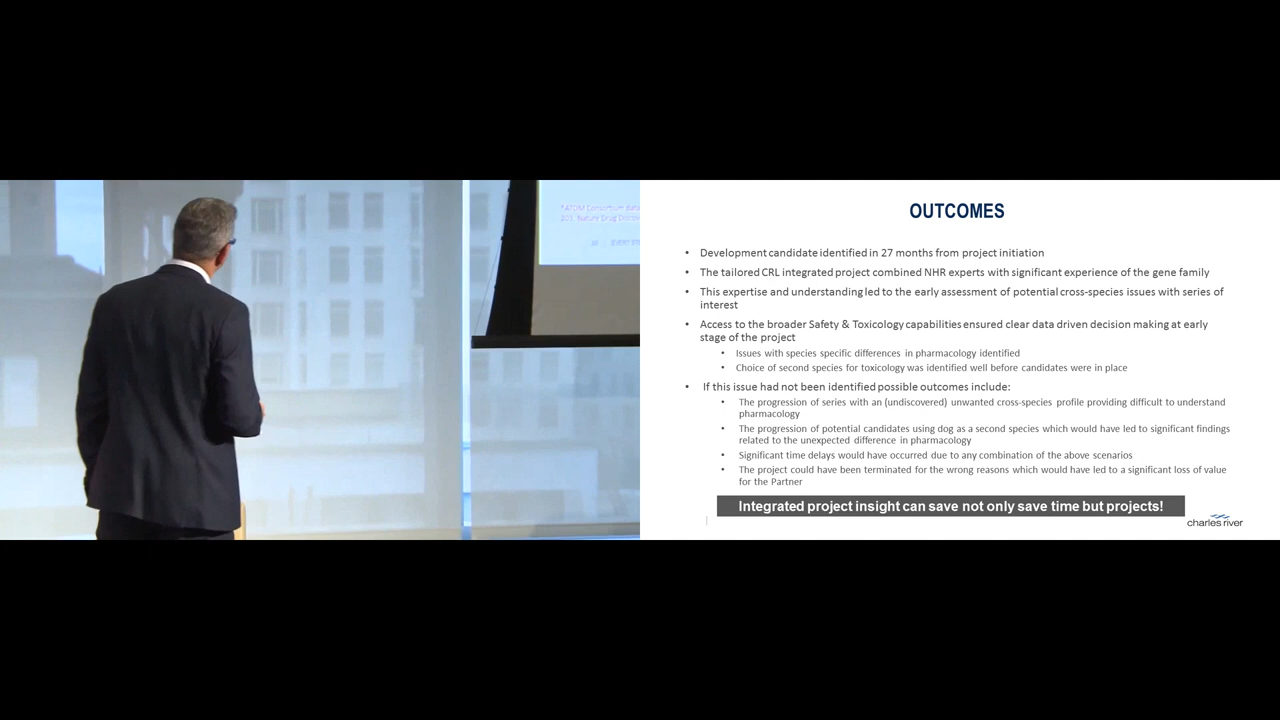 *ATOM Consortium
201. Nature Drug
EVERY
OUTCOMES
• Development candidate identified in 27 months from project initiation
• The tailored CRL integrated project combined NHR experts with significant experience of the gene family
• This expertise and understanding led to the early assessment of potential cross-species issues with series of
interest
• Access to the broader Safety & Toxicology capabilities ensured clear data driven decision making at early
stage of the project
• Issues with species specific differences in pharmacology identified
• Choice of second species for toxicology was identified well before candidates were in place
• If this issue had not been identified possible outcomes include:
• The progression of series with an (undiscovered) unwanted cross-species profile providing difficult to understand
pharmacology
• The progression of potential candidates using dog as a second species which would have led to significant findings
related to the unexpected difference in pharmacology
• Significant time delays would have occurred due to any combination of the above scenarios
• The project could have been terminated for the wrong reasons which would have led to a significant loss of value
for the Partner
Integrated project insight can save not only save time but projects!
charles river